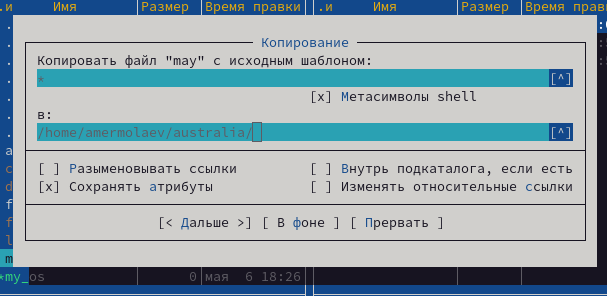 .и Имя Размер Время правки .и Имя Размер Время прав
Копирование
Копировать файл "may" с исходным шаблоном:
* [^]
[x] Метасимволы shell
в:
/home/amermolaev/australia/ [^]
[ ] Разыменовывать ссылки [ ] Внутрь подкаталога, если есть
[x] Сохранять атрибуты [ ] Изменять относительные ссылки
[< Дальше >] [ В фоне ] [ Прервать ]
*my_os 0 мая 6 18:26